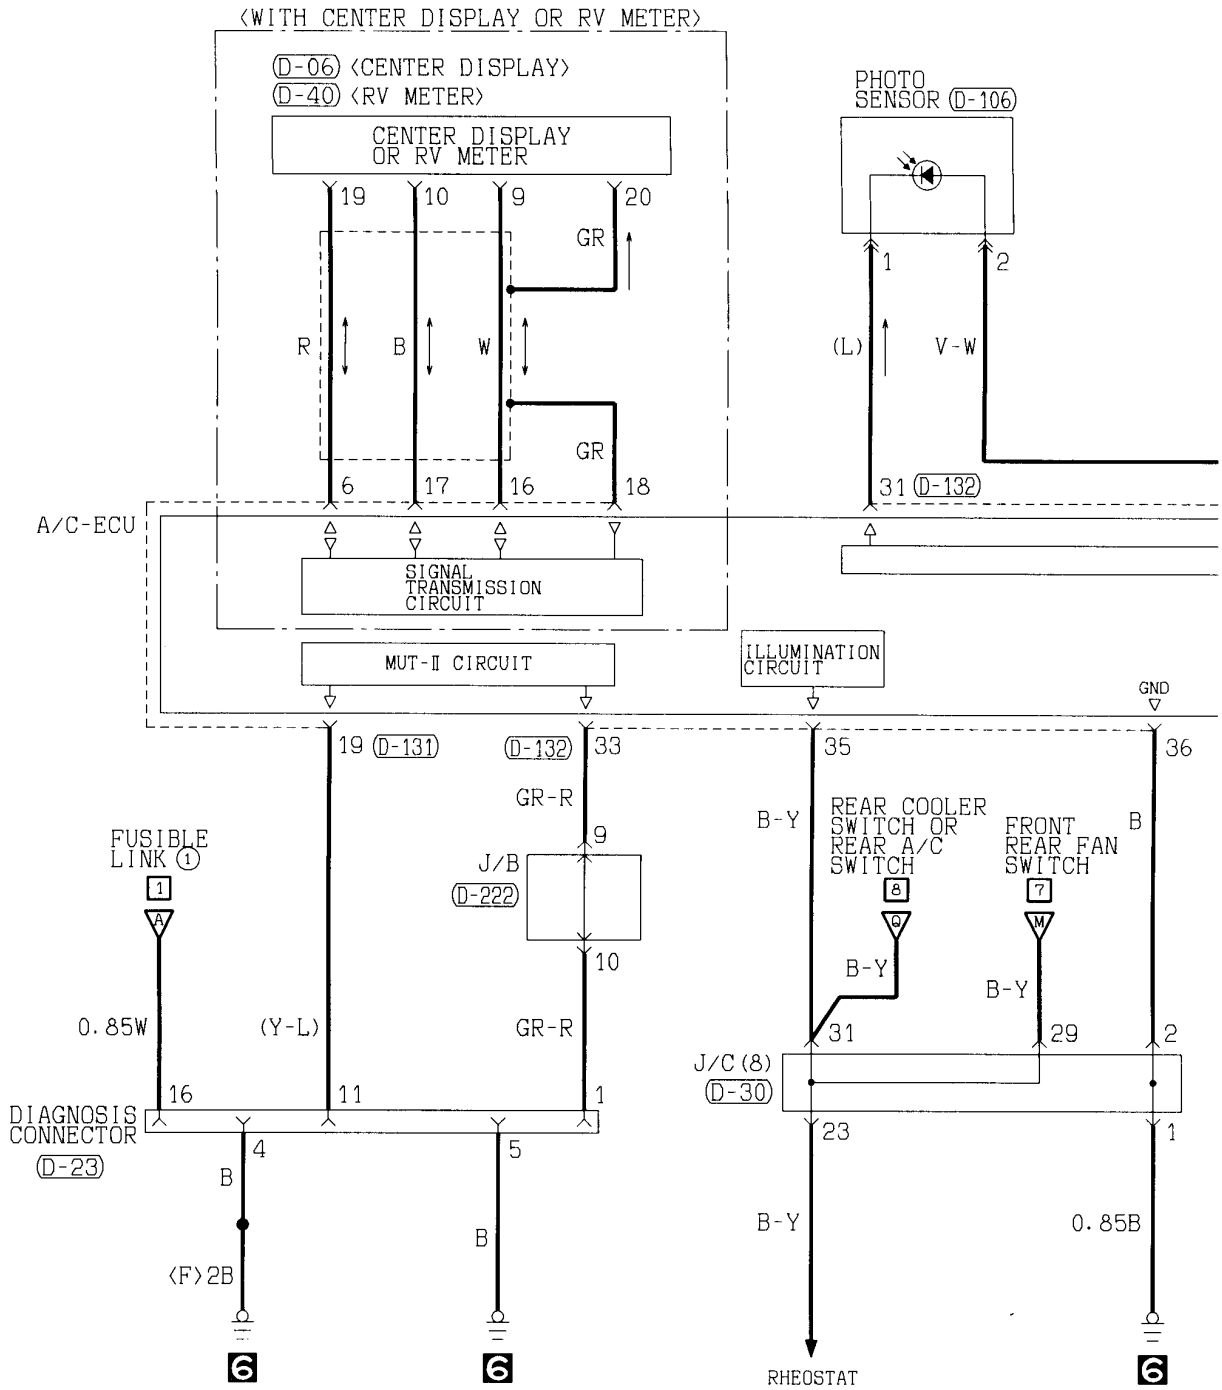 〈WITH CENTER DISPLAY OR RV METER〉
D-06 〈CENTER DISPLAY〉
D-40 〈RV METER〉
CENTER DISPLAY
OR RV METER
PHOTO
SENSOR D-106
19 10 9 20
GR
1 2
R B W
(L) V-W
GR
6 17 16 18
31 D-132
A/C-ECU
SIGNAL
TRANSMISSION
CIRCUIT
MUT-Ⅱ CIRCUIT
ILLUMINATION
CIRCUIT
GND
19 D-131
D-132 33
35
36
GR-R
B-Y
REAR COOLER
SWITCH OR
REAR A/C
SWITCH
FRONT
REAR FAN
SWITCH
B
FUSIBLE
LINK ①
9
J/B
D-222
1
A
8
Q
7
M
10
B-Y
B-Y
0.85W
(Y-L)
GR-R
31 29 2
J/C(8)
D-30
16 11 1
DIAGNOSIS
CONNECTOR
D-23
4 5
23 1
B
B
B-Y
0.85B
〈F〉2B
6 6 6
RHEOSTAT